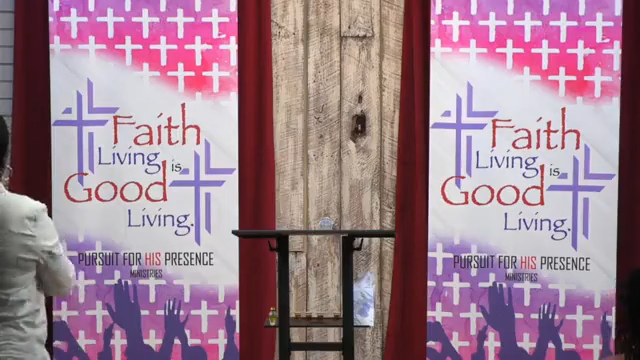 Faith
Living is
Good
Living.
PURSUIT FOR HIS PRESENCE
MINISTRIES
Faith
Living is
Good
Living.
PURSUIT FOR HIS PRESENCE
MINISTRIES